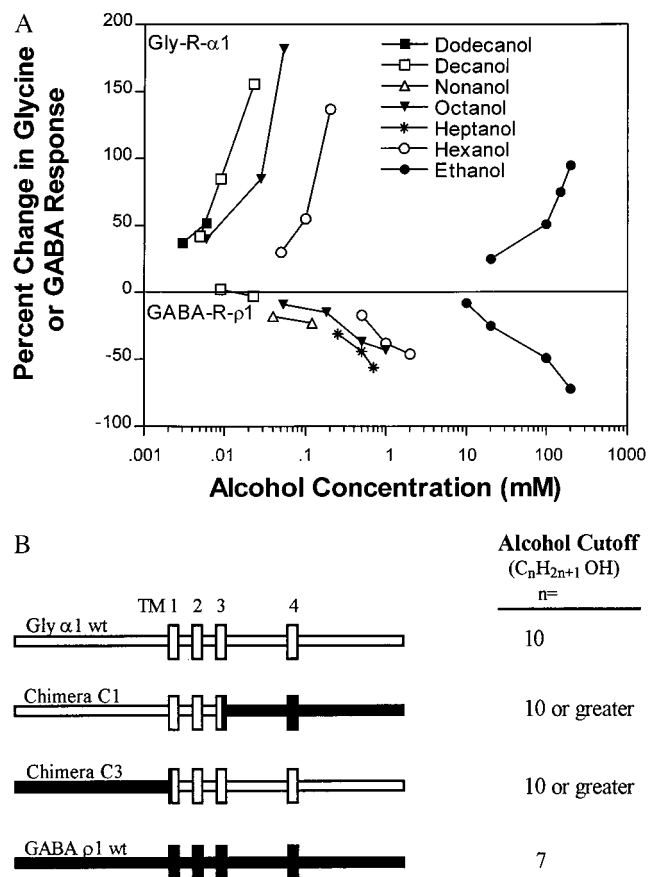 A
Percent Change in Glycine
or GABA Response
200
150
100
50
0
-50
-100
Gly-R-α1
GABA-R-ρ1
Dodecanol
Decanol
Nonanol
Octanol
Heptanol
Hexanol
Ethanol
.001 .01 .1 1 10 100 1000
Alcohol Concentration (mM)
B
Alcohol Cutoff
(CnH2n+1 OH)
n=
TM 1 2 3 4
Gly α1 wt
10
Chimera C1
10 or greater
Chimera C3
10 or greater
GABA ρ1 wt
7